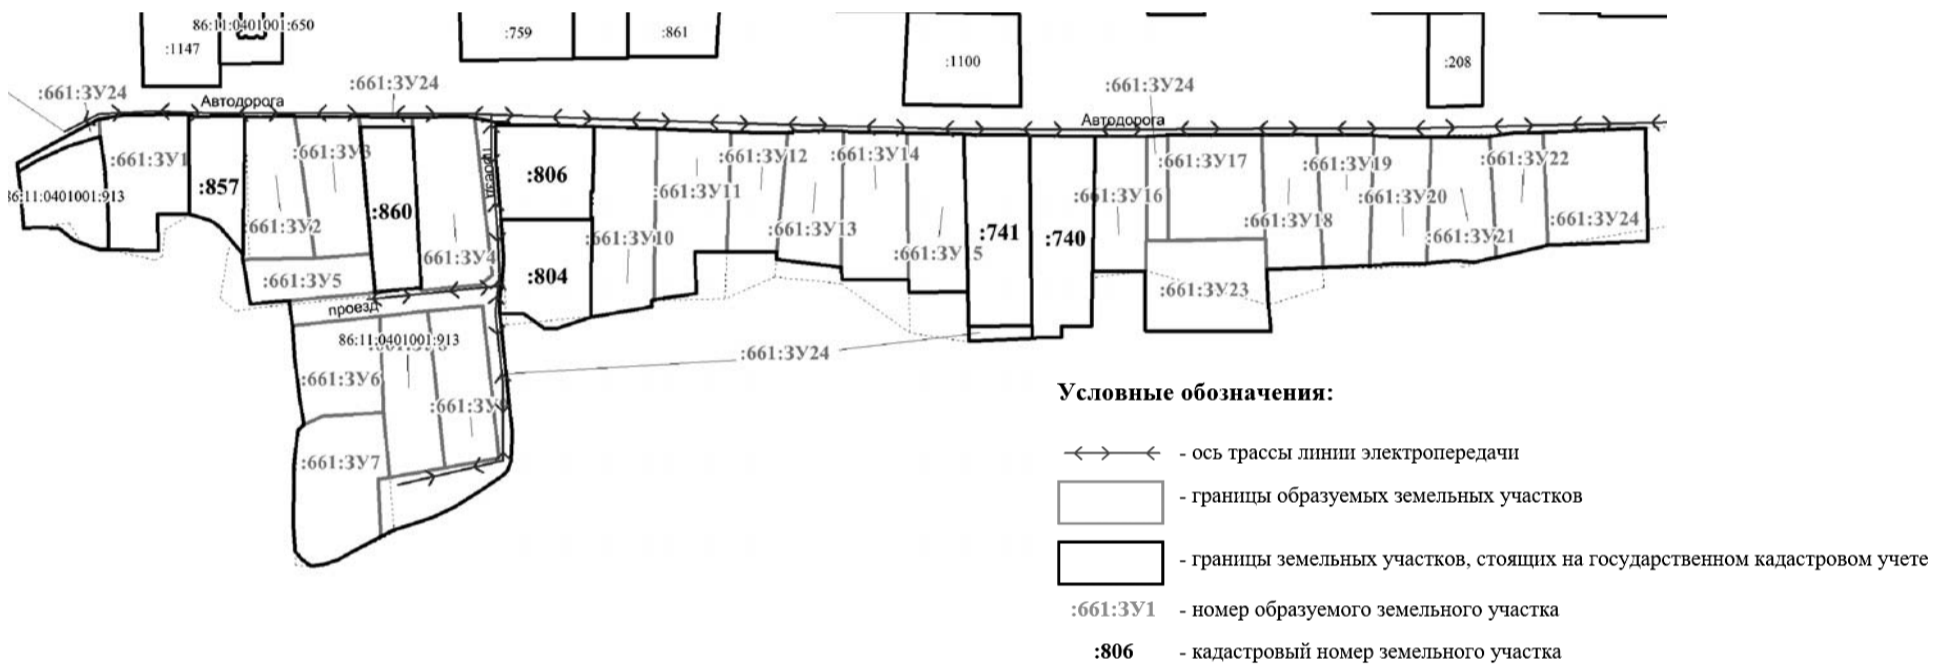 86:11:0401001:650
:1147
:759
:861
:1100
:208
:661:ЗУ24
:661:ЗУ24
:661:ЗУ24
Автодорога
Автодорога
:661:ЗУ1
:857
:661:ЗУ3
:661:ЗУ2
:860
проезд
:806
:661:ЗУ12
:661:ЗУ14
:661:ЗУ17
:661:ЗУ19
:661:ЗУ22
86:11:0401001:913
:661:ЗУ11
:661:ЗУ16
:661:ЗУ20
:661:ЗУ13
:661:ЗУ18
:661:ЗУ24
:661:ЗУ10
:741
:740
:661:ЗУ21
:661:ЗУ4
:661:ЗУ15
:661:ЗУ5
:804
:661:ЗУ23
проезд
86:11:0401001:913
:661:ЗУ24
:661:ЗУ6
:661:ЗУ7
Условные обозначения:
- ось трассы линии электропередачи
- границы образуемых земельных участков
- границы земельных участков, стоящих на государственном кадастровом учете
:661:ЗУ1 - номер образуемого земельного участка
:806 - кадастровый номер земельного участка